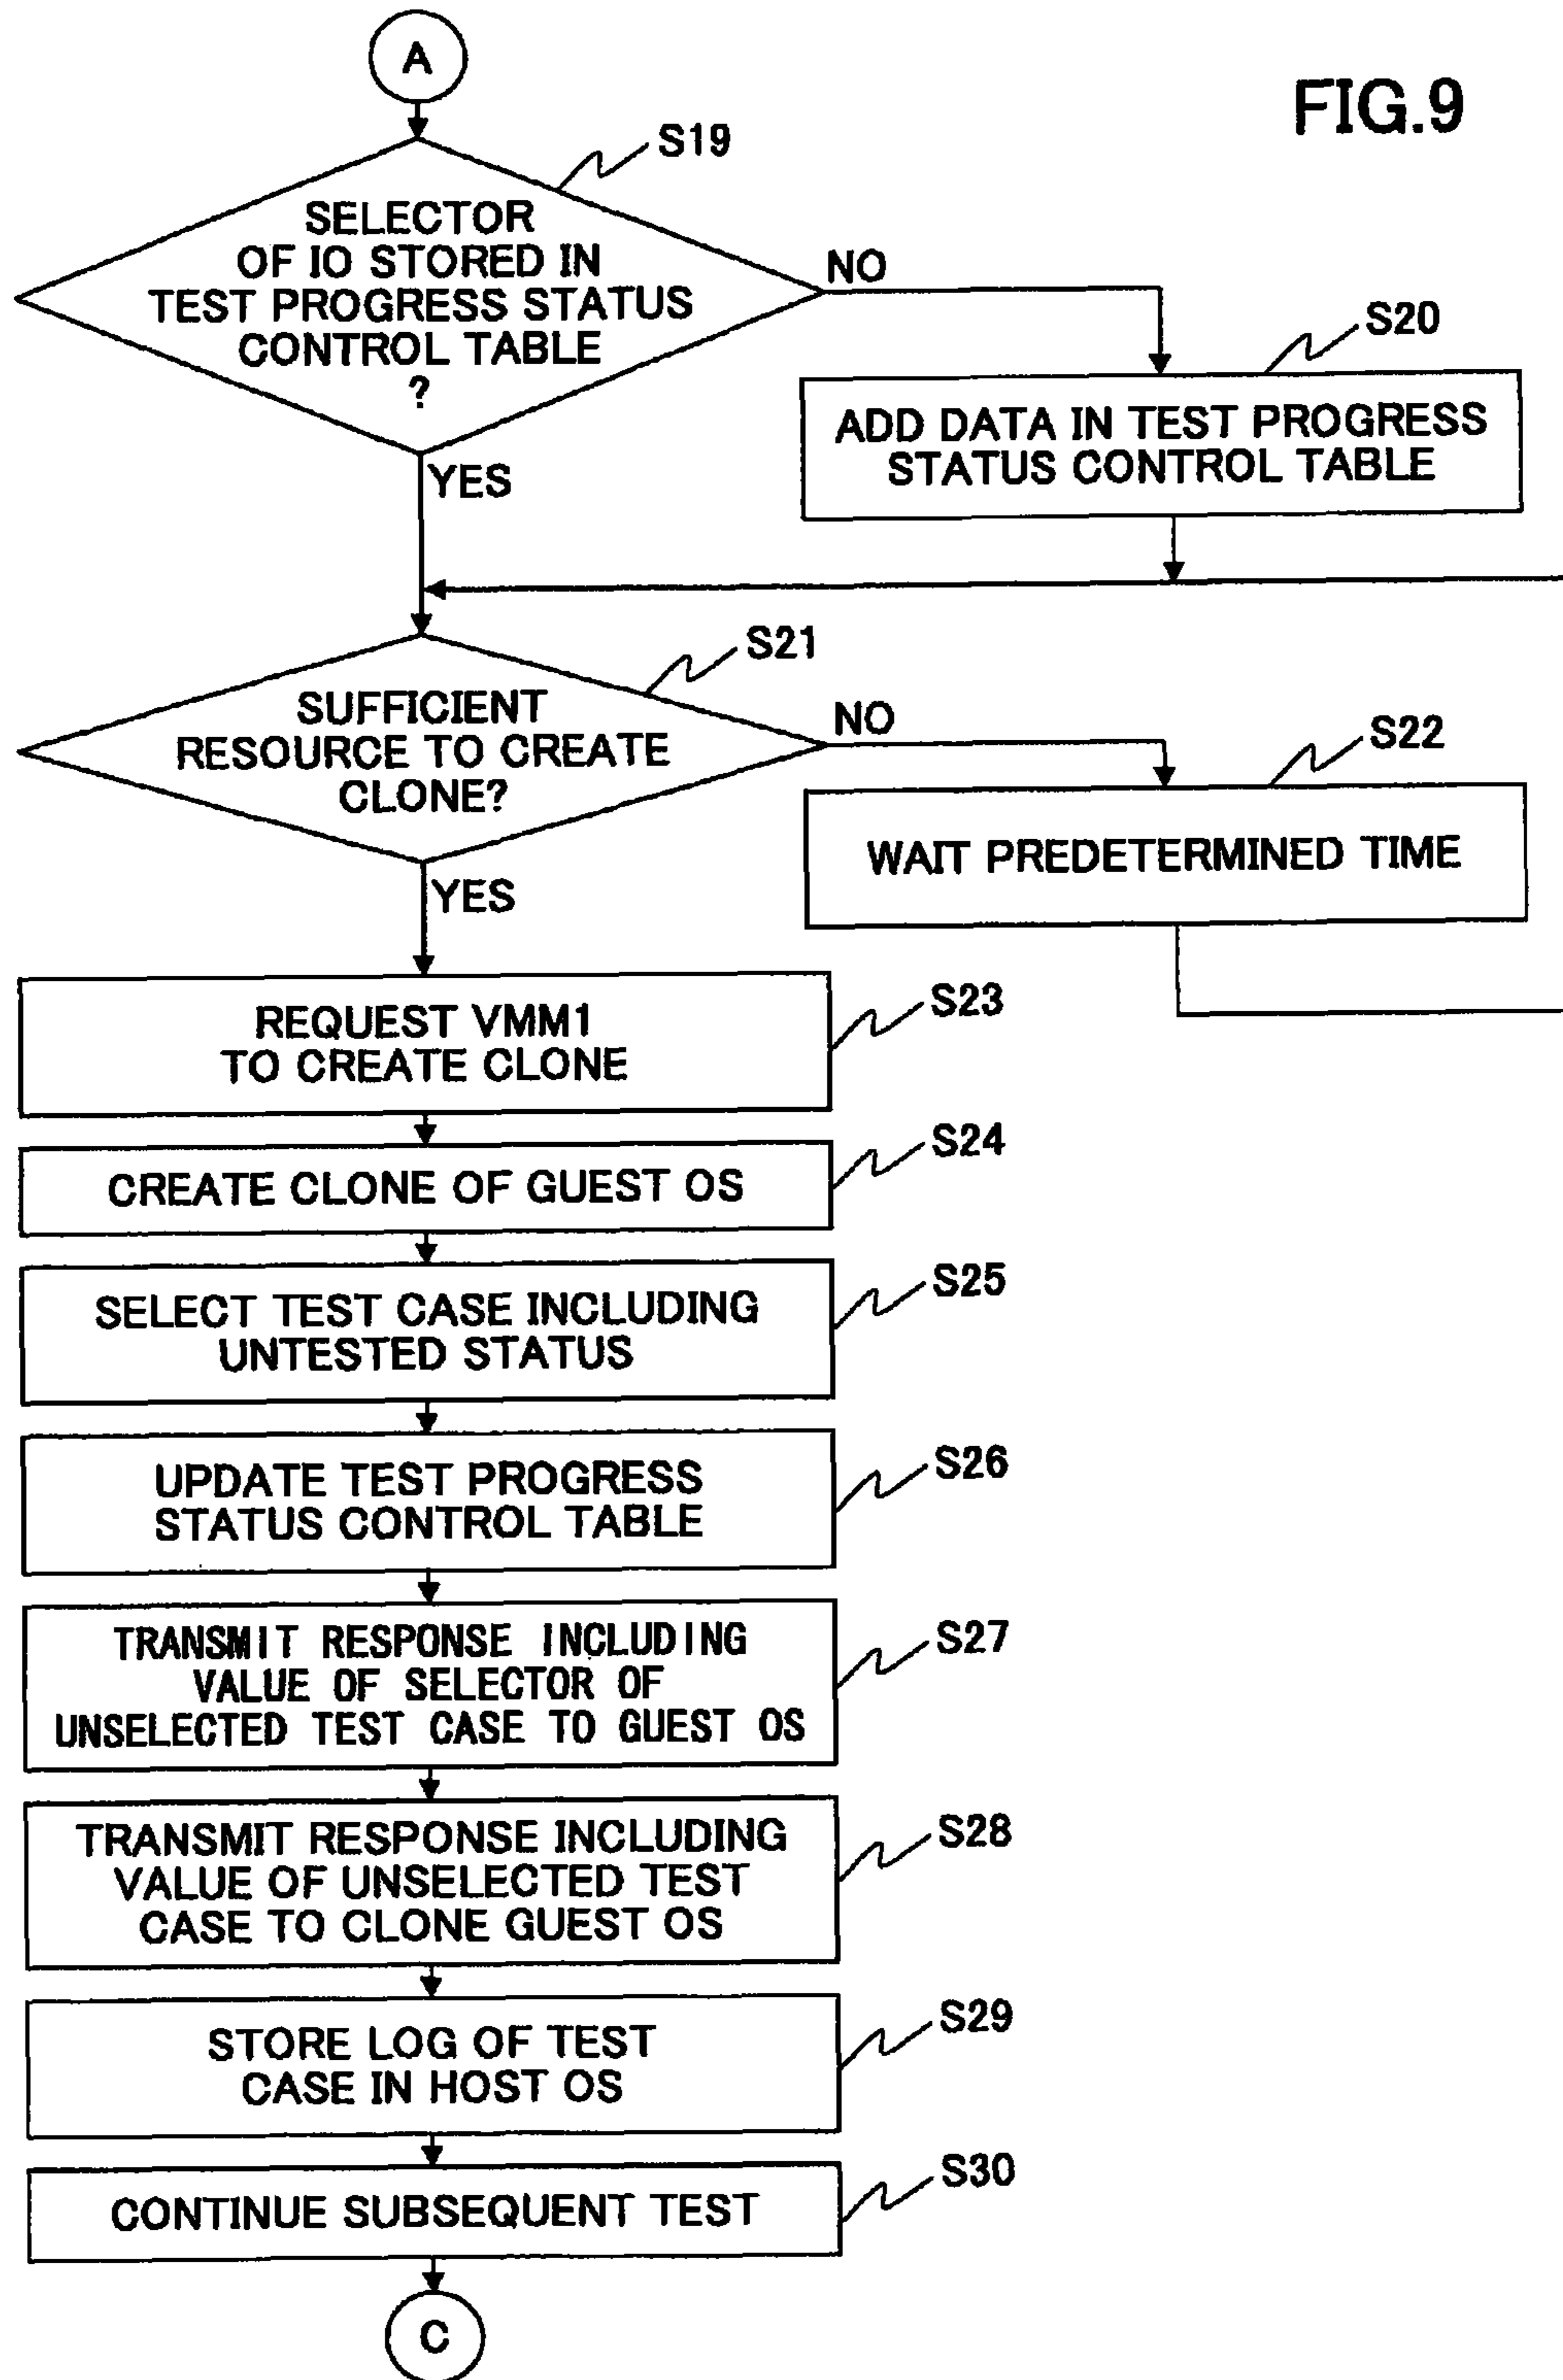 A
FIG.9
S19
SELECTOR
OF IO STORED IN
TEST PROGRESS STATUS
CONTROL TABLE
?
NO
S20
ADD DATA IN TEST PROGRESS
STATUS CONTROL TABLE
YES
S21
SUFFICIENT
RESOURCE TO CREATE
CLONE?
NO
S22
WAIT PREDETERMINED TIME
YES
S23
REQUEST VMM1
TO CREATE CLONE
S24
CREATE CLONE OF GUEST OS
S25
SELECT TEST CASE INCLUDING
UNTESTED STATUS
S26
UPDATE TEST PROGRESS
STATUS CONTROL TABLE
S27
TRANSMIT RESPONSE INCLUDING
VALUE OF SELECTOR OF
UNSELECTED TEST CASE TO GUEST OS
S28
TRANSMIT RESPONSE INCLUDING
VALUE OF UNSELECTED TEST
CASE TO CLONE GUEST OS
S29
STORE LOG OF TEST
CASE IN HOST OS
S30
CONTINUE SUBSEQUENT TEST
C